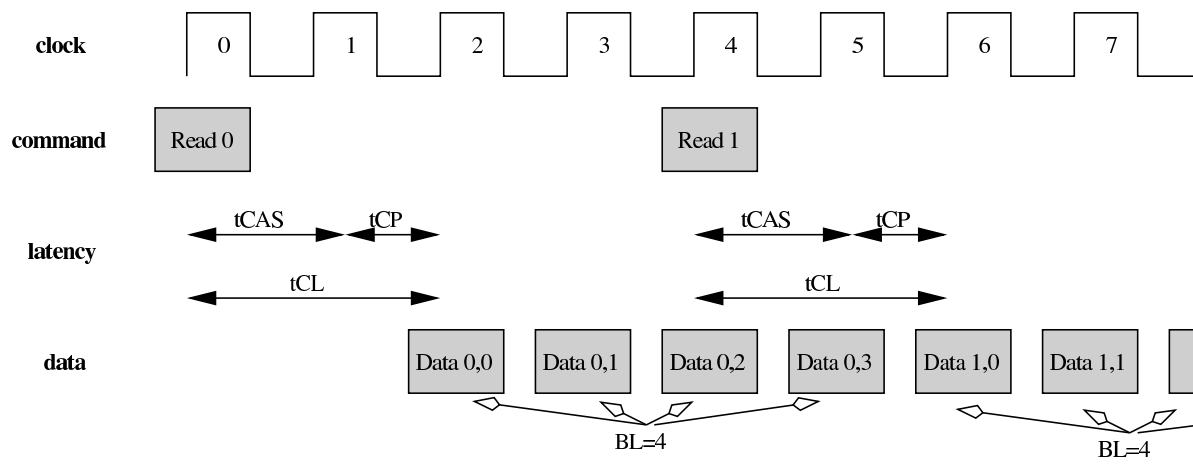 clock 0 1 2 3 4 5 6 7
command Read 0 Read 1
tCAS tCP tCAS tCP
latency
tCL tCL
data Data 0,0 Data 0,1 Data 0,2 Data 0,3 Data 1,0 Data 1,1
BL=4 BL=4